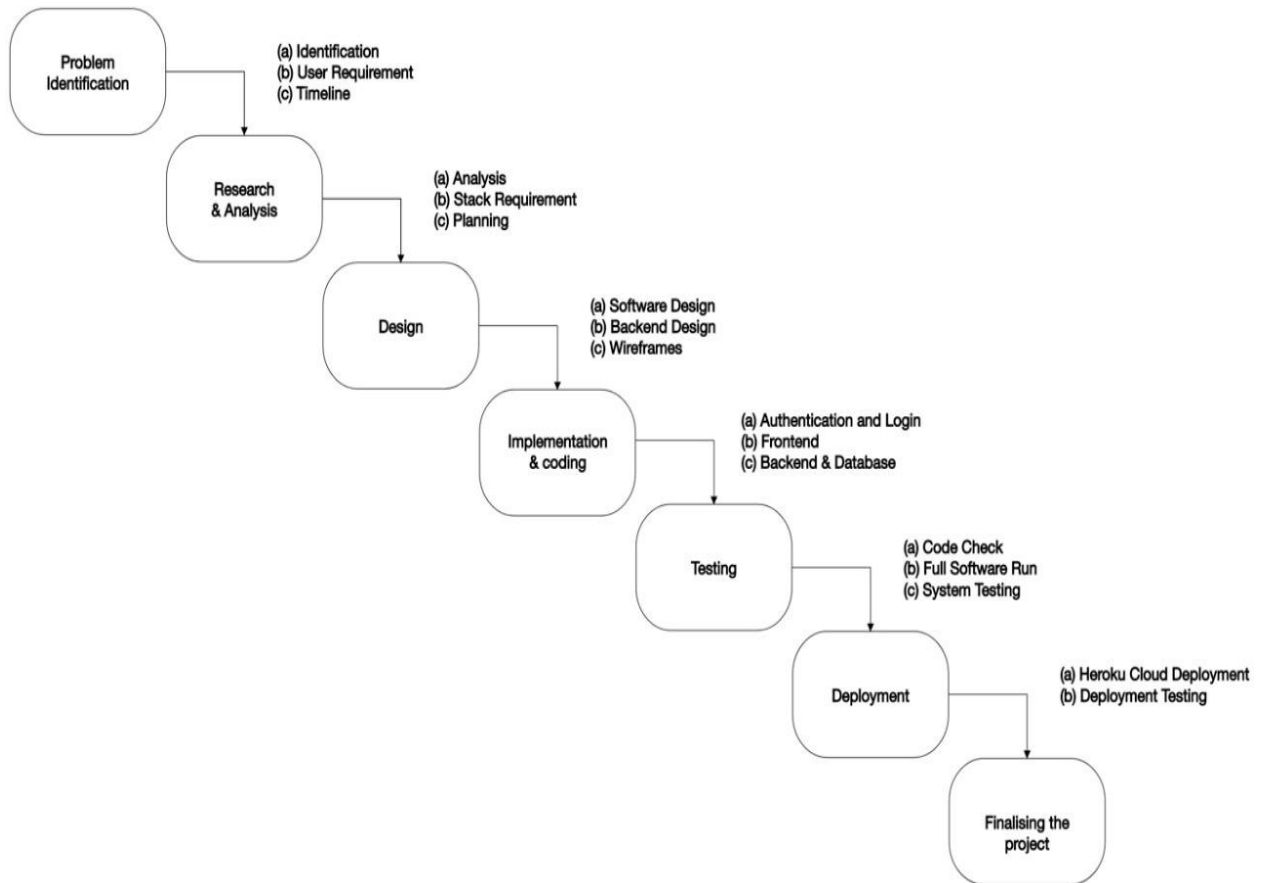 Problem
Identification
(a) Identification
(b) User Requirement
(c) Timeline
Research
& Analysis
(a) Analysis
(b) Stack Requirement
(c) Planning
Design
(a) Software Design
(b) Backend Design
(c) Wireframes
Implementation
& coding
(a) Authentication and Login
(b) Frontend
(c) Backend & Database
Testing
(a) Code Check
(b) Full Software Run
(c) System Testing
Deployment
(a) Heroku Cloud Deployment
(b) Deployment Testing
Finalising the
project